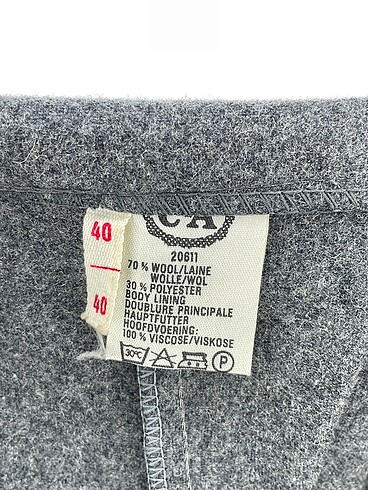 C&A
20611
70 % WOOL/LAINE
WOLLE/WOL
30 % POLYESTER
BODY LINING
DOUBLURE PRINCIPALE
HAUPTFUTTER
HOOFDVOERING:
100 % VISCOSE/VISKOSE
30°C P
40
40